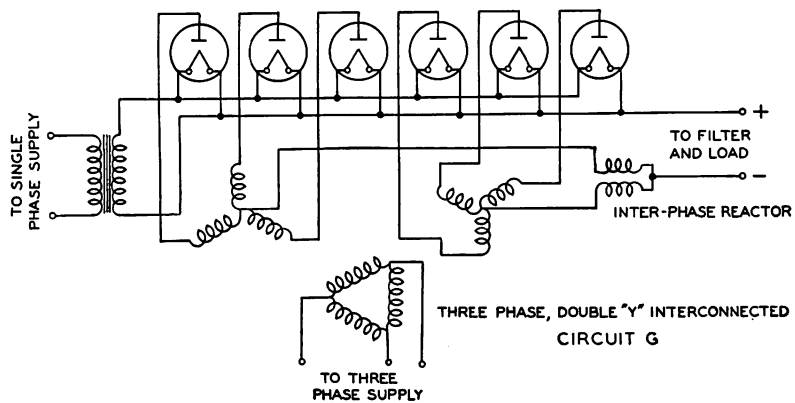 TO SINGLE
PHASE SUPPLY
+
TO FILTER
AND LOAD
−
INTER-PHASE REACTOR
THREE PHASE, DOUBLE "Y" INTERCONNECTED
CIRCUIT G
TO THREE
PHASE SUPPLY